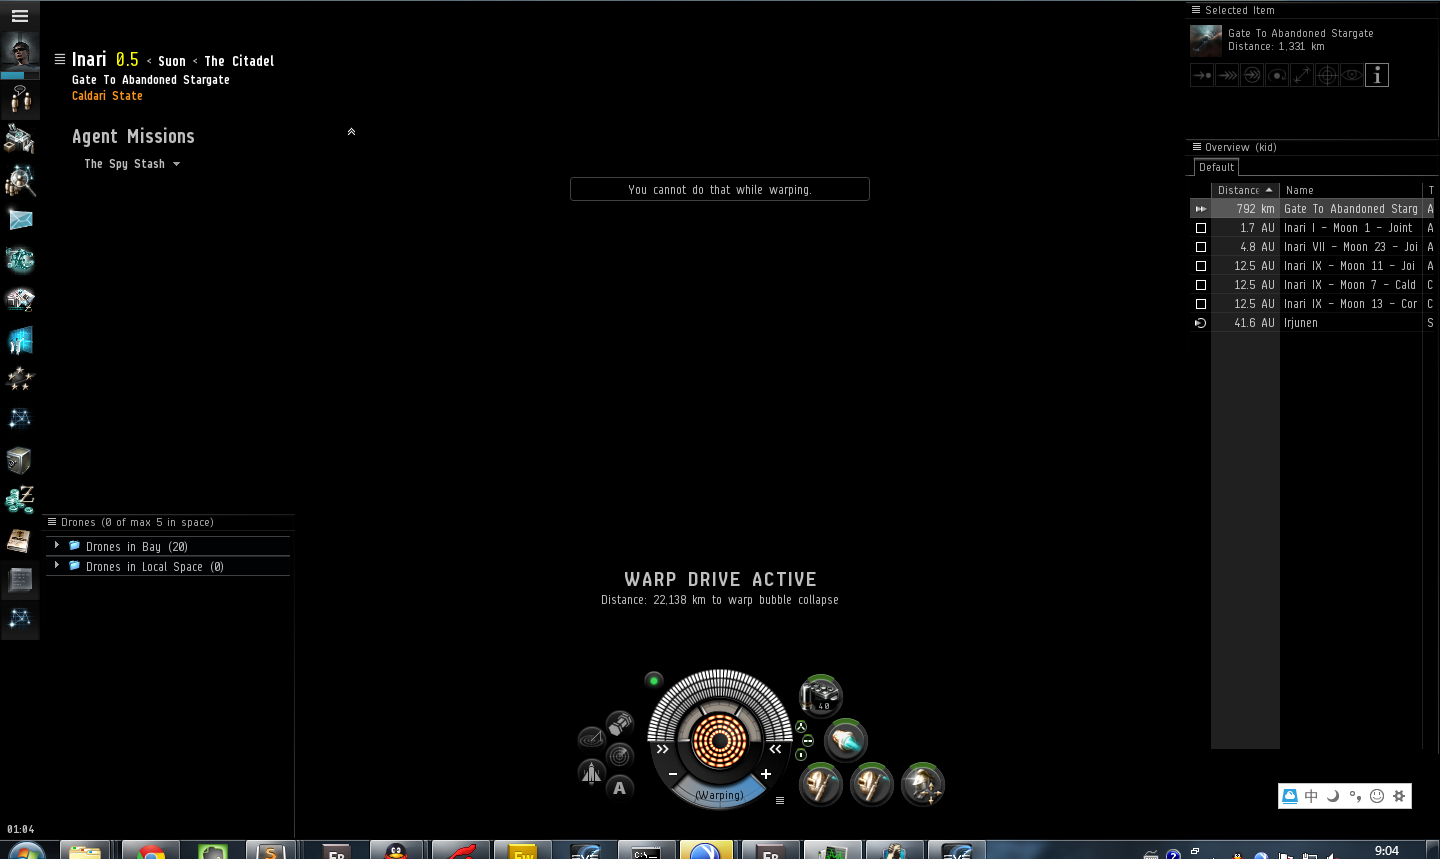 Inari 0.5 < Suon < The Citadel
Gate To Abandoned Stargate
Caldari State
Agent Missions
The Spy Stash
You cannot do that while warping.
Selected Item
Gate To Abandoned Stargate
Distance: 1,331 km
Overview (kid)
Default
Distance Name T
792 km Gate To Abandoned Starg A
1.7 AU Inari I - Moon 1 - Joint A
4.8 AU Inari VII - Moon 23 - Joi A
12.5 AU Inari IX - Moon 11 - Joi A
12.5 AU Inari IX - Moon 7 - Cald C
12.5 AU Inari IX - Moon 13 - Cor C
41.6 AU Irjunen S
Drones (0 of max 5 in space)
Drones in Bay (20)
Drones in Local Space (0)
WARP DRIVE ACTIVE
Distance: 22,138 km to warp bubble collapse
40
A
(Warping)
中
01:04
9:04